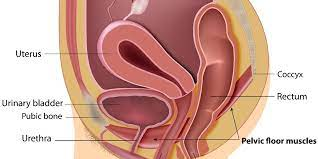 Uterus
Coccyx
Urinary bladder
Rectum
Pubic bone
Urethra
Pelvic floor muscles